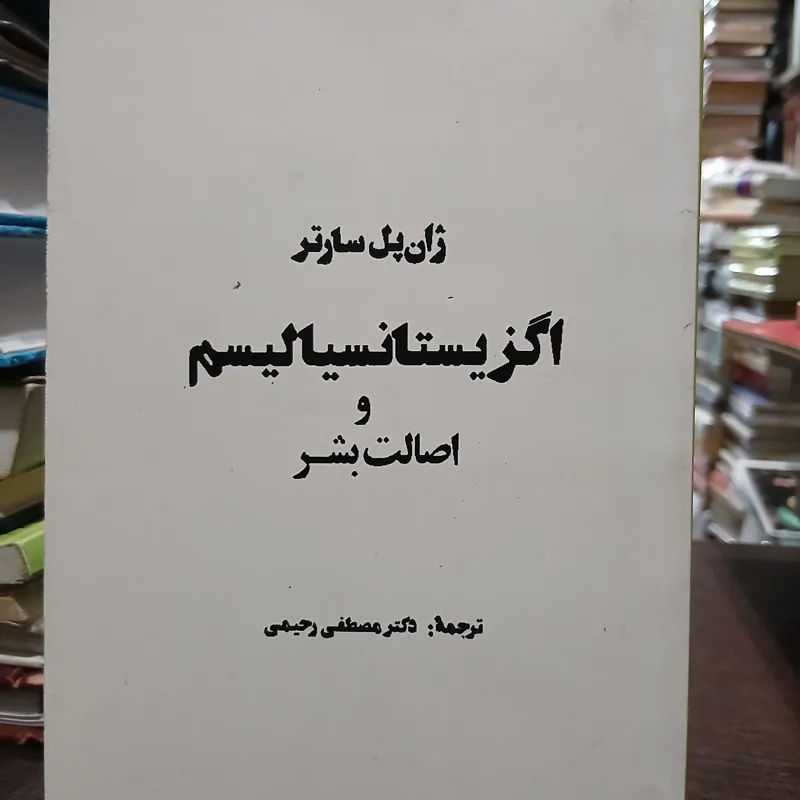 ژان پل سارتر
اگزیستانسیالیسم
و
اصالت بشر
ترجمهٔ: دکتر مصطفی رحیمی